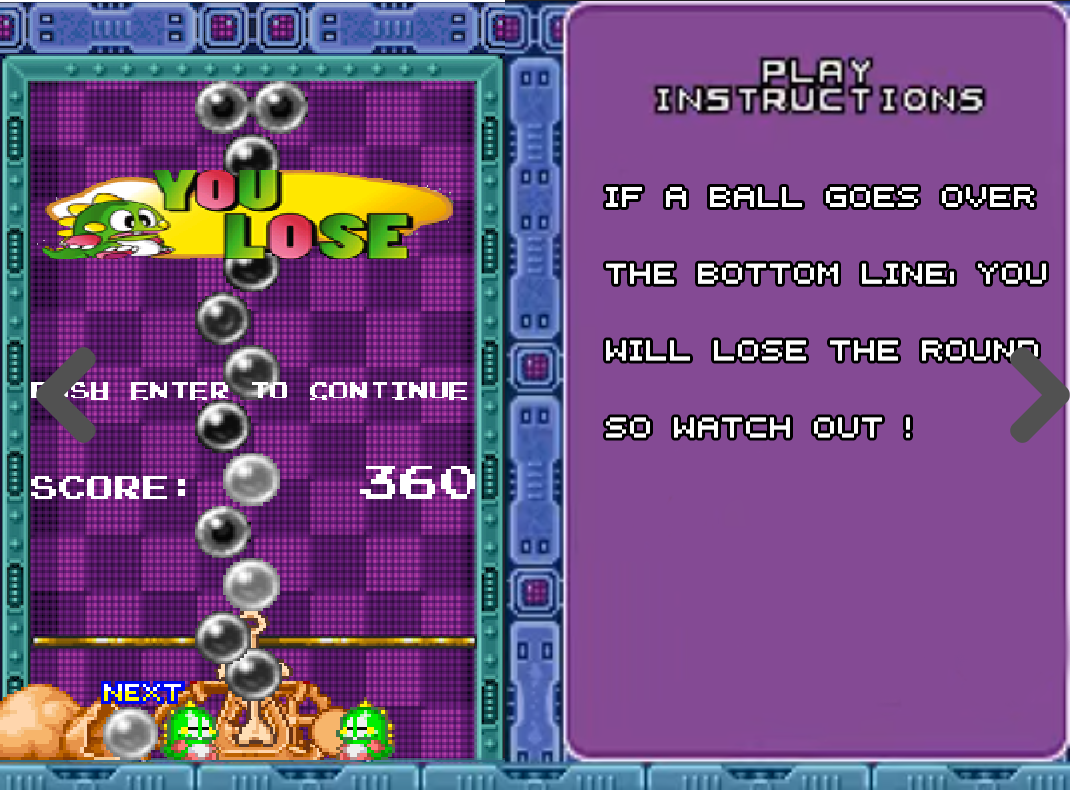 YOU
LOSE
PUSH ENTER TO CONTINUE
SCORE: 360
NEXT
PLAY
INSTRUCTIONS
IF A BALL GOES OVER
THE BOTTOM LINE, YOU
WILL LOSE THE ROUND
SO WATCH OUT !